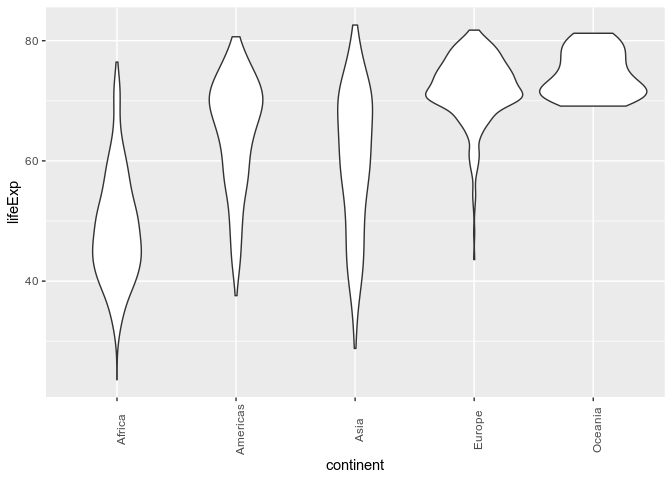 80
60
40
lifeExp
Africa
Americas
Asia
Europe
Oceania
continent